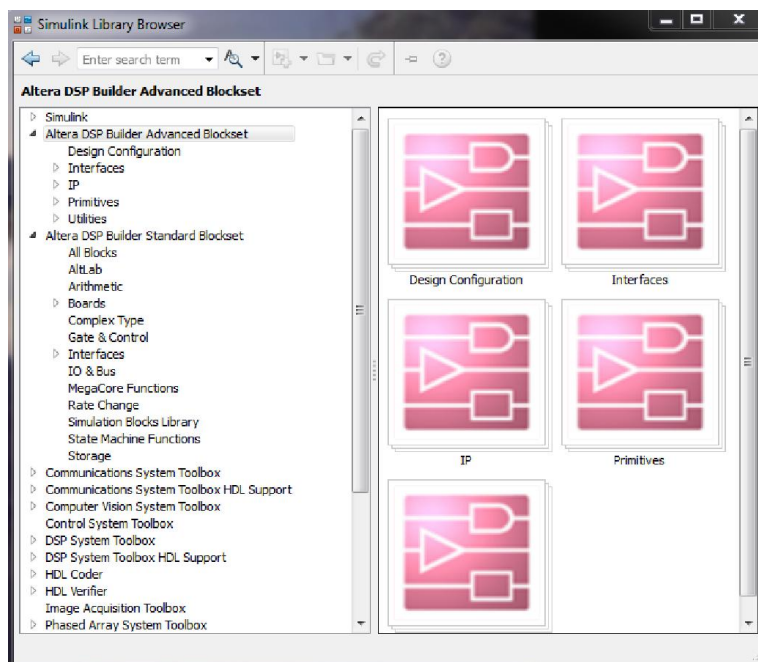 Simulink Library Browser
Enter search term
Altera DSP Builder Advanced Blockset
Simulink
Altera DSP Builder Advanced Blockset
Design Configuration
Interfaces
IP
Primitives
Utilities
Altera DSP Builder Standard Blockset
All Blocks
AltLab
Arithmetic
Boards
Complex Type
Gate & Control
Interfaces
IO & Bus
MegaCore Functions
Rate Change
Simulation Blocks Library
State Machine Functions
Storage
Communications System Toolbox
Communications System Toolbox HDL Support
Computer Vision System Toolbox
Control System Toolbox
DSP System Toolbox
DSP System Toolbox HDL Support
HDL Coder
HDL Verifier
Image Acquisition Toolbox
Phased Array System Toolbox
Design Configuration
Interfaces
IP
Primitives